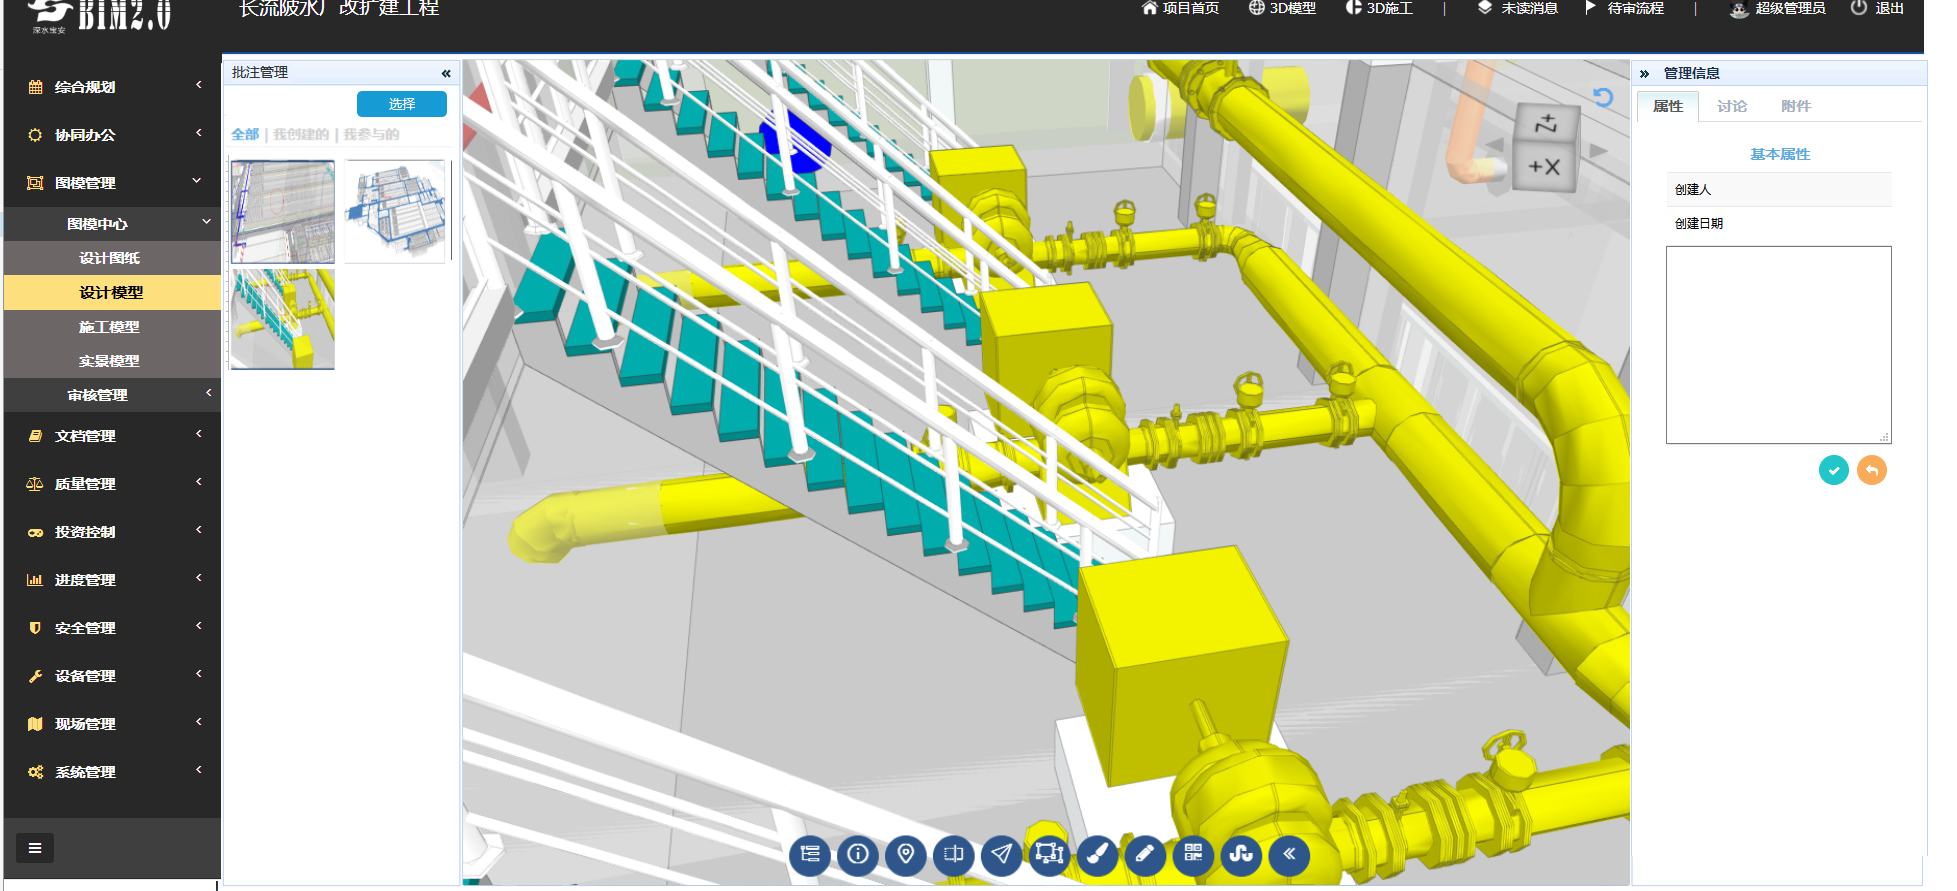 深水宝安
BIM2.0
长流陂水厂改扩建工程
项目首页
3D模型
3D施工
|
未读消息
待审流程
|
超级管理员
退出
综合规划
协同办公
图模管理
图模中心
设计图纸
设计模型
施工模型
实景模型
审核管理
文档管理
质量管理
投资控制
进度管理
安全管理
设备管理
现场管理
系统管理
批注管理
选择
全部 | 我创建的 | 我参与的
+Z
+X
管理信息
属性
讨论
附件
基本属性
创建人
创建日期